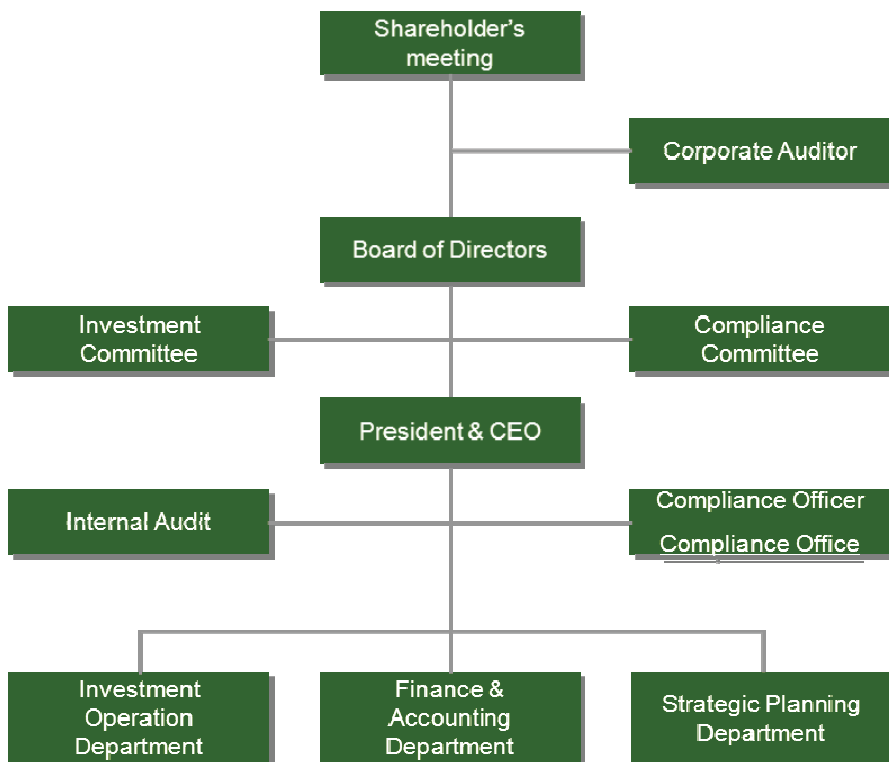 Shareholder's
meeting
Corporate Auditor
Board of Directors
Investment
Committee
Compliance
Committee
President & CEO
Internal Audit
Compliance Officer
Compliance Office
Investment
Operation
Department
Finance &
Accounting
Department
Strategic Planning
Department